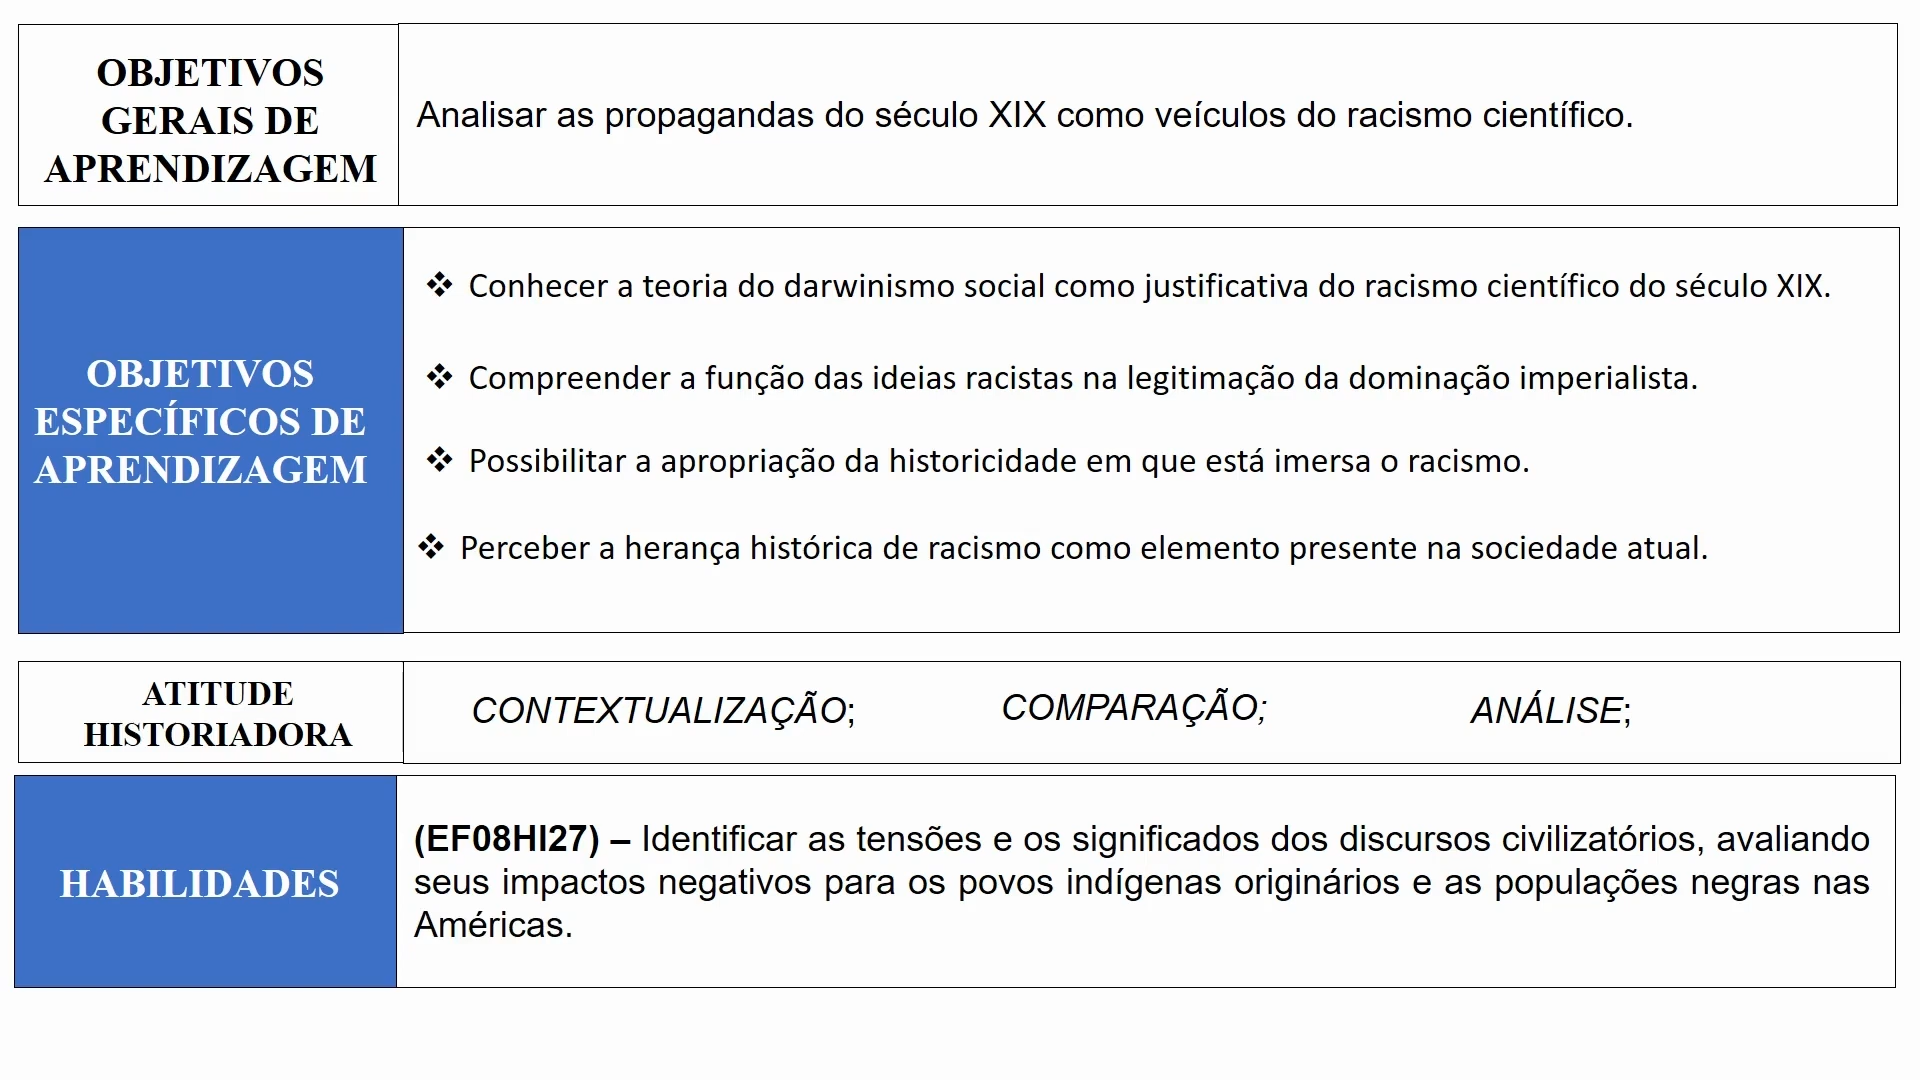 OBJETIVOS
GERAIS DE
APRENDIZAGEM
Analisar as propagandas do século XIX como veículos do racismo científico.
OBJETIVOS
ESPECÍFICOS DE
APRENDIZAGEM
❖ Conhecer a teoria do darwinismo social como justificativa do racismo científico do século XIX.
❖ Compreender a função das ideias racistas na legitimação da dominação imperialista.
❖ Possibilitar a apropriação da historicidade em que está imersa o racismo.
❖ Perceber a herança histórica de racismo como elemento presente na sociedade atual.
ATITUDE
HISTORIADORA
CONTEXTUALIZAÇÃO; COMPARAÇÃO; ANÁLISE;
HABILIDADES
(EF08HI27) – Identificar as tensões e os significados dos discursos civilizatórios, avaliando
seus impactos negativos para os povos indígenas originários e as populações negras nas
Américas.